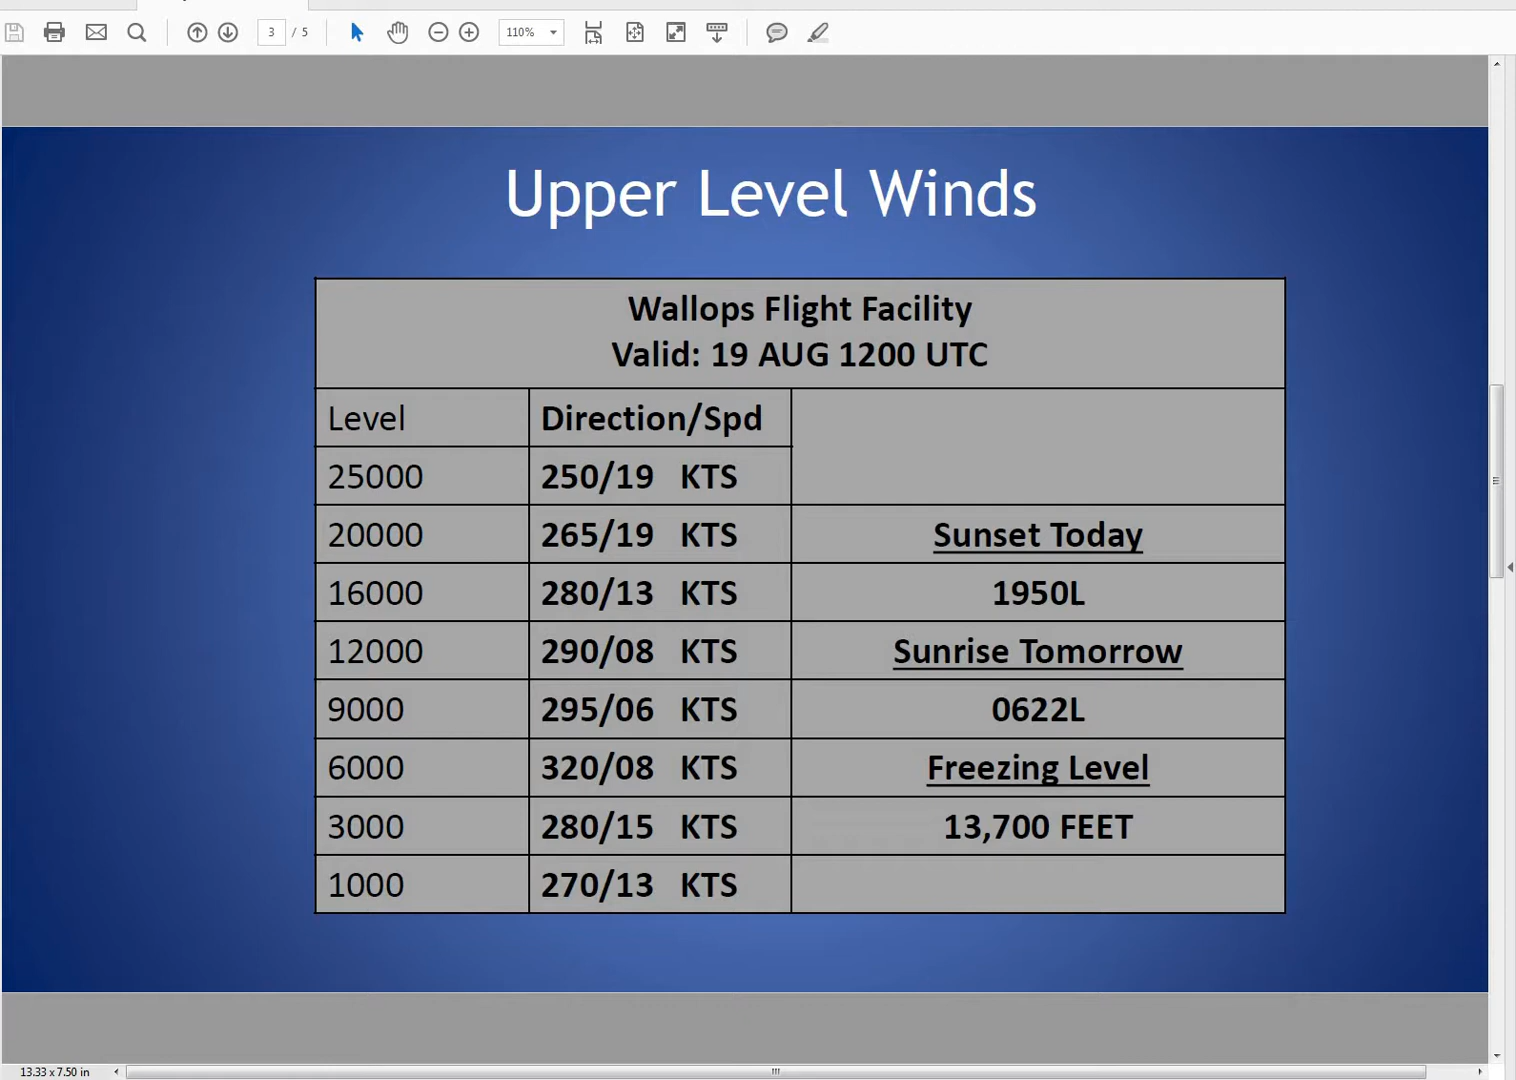 3 / 5
110%
Upper Level Winds
Wallops Flight Facility
Valid: 19 AUG 1200 UTC
Level Direction/Spd
25000 250/19 KTS
20000 265/19 KTS Sunset Today
16000 280/13 KTS 1950L
12000 290/08 KTS Sunrise Tomorrow
9000 295/06 KTS 0622L
6000 320/08 KTS Freezing Level
3000 280/15 KTS 13,700 FEET
1000 270/13 KTS
13.33 x 7.50 in